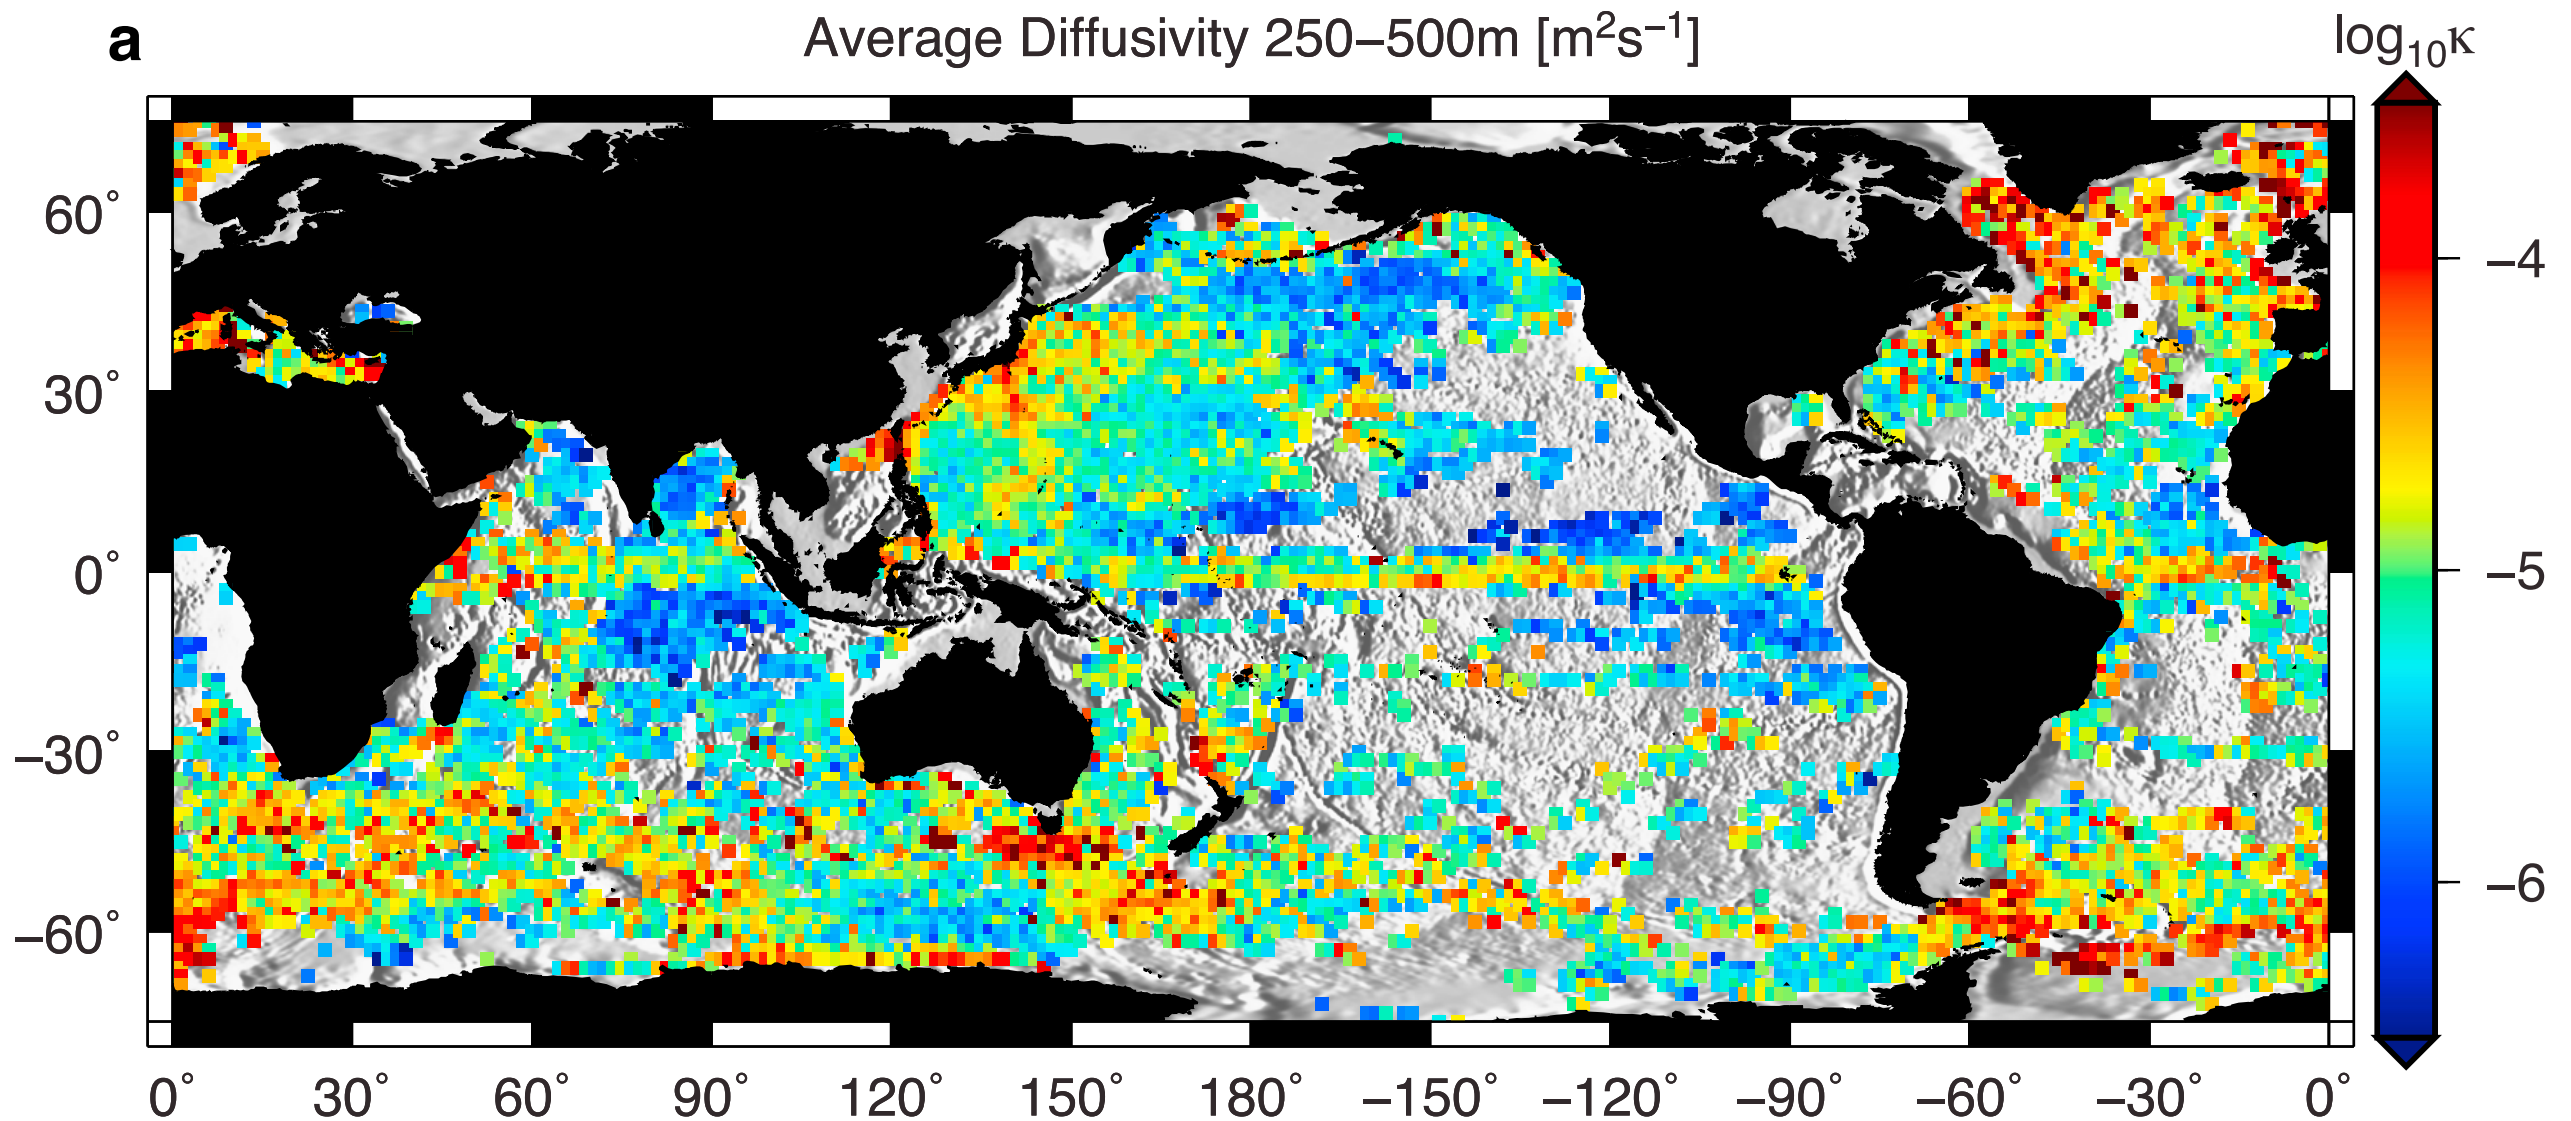 a
Average Diffusivity 250–500m [m²s⁻¹]
log₁₀κ
60°
30°
0°
–30°
–60°
0° 30° 60° 90° 120° 150° 180° –150° –120° –90° –60° –30° 0°
–4
–5
–6